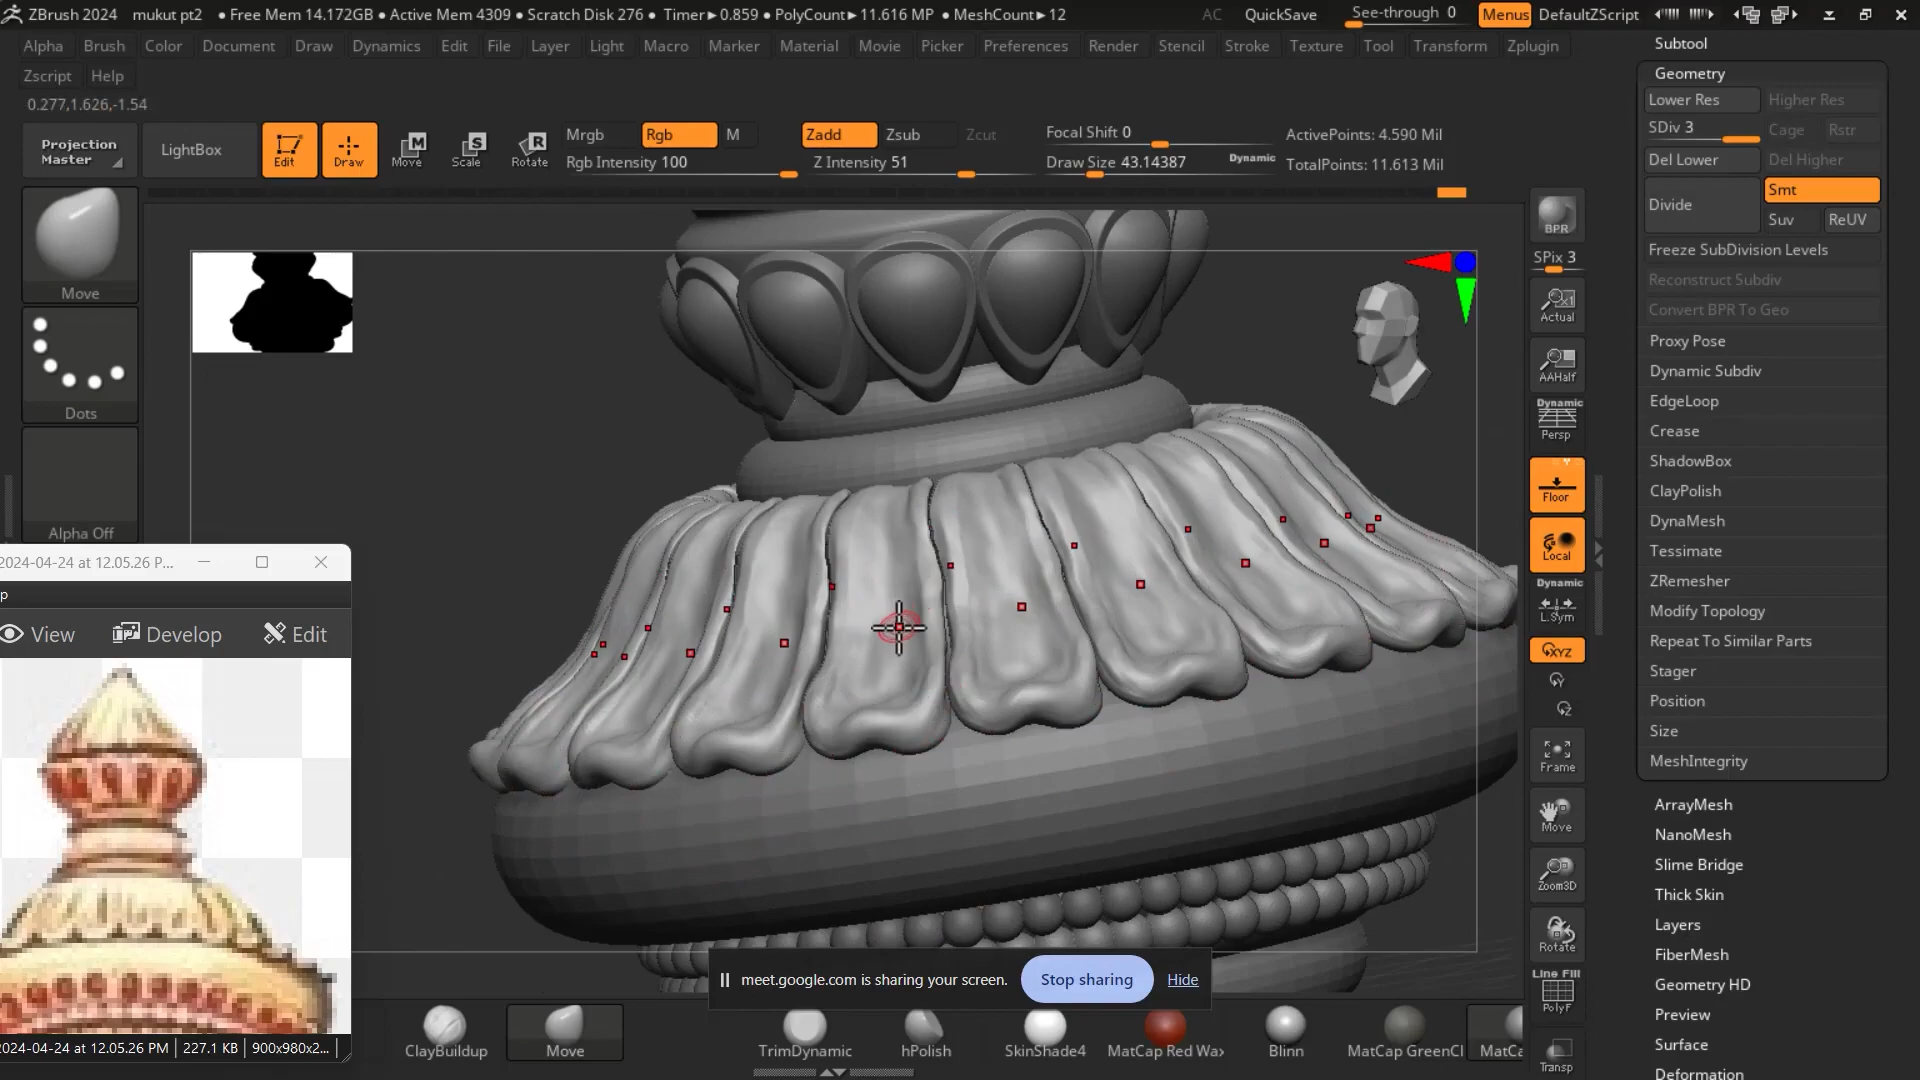 ZBrush 2024 mukut pt2 • Free Mem 14.172GB • Active Mem 4309 • Scratch Disk 276 • Timer▶0.859 • PolyCount▶11.616 MP • MeshCount▶12 AC QuickSave See-through 0 Menus DefaultZScript
Alpha Brush Color Document Draw Dynamics Edit File Layer Light Macro Marker Material Movie Picker Preferences Render Stencil Stroke Texture Tool Transform Zplugin
Zscript Help
0.277,1.626,-1.54
Projection Master
LightBox
Edit
Draw
Move
Scale
Rotate
Mrgb Rgb M
Rgb Intensity 100
Zadd Zsub Zcut
Z Intensity 51
Focal Shift 0
Draw Size 43.14387 Dynamic
ActivePoints: 4.590 Mil
TotalPoints: 11.613 Mil
Move
Dots
Alpha Off
2024-04-24 at 12.05.26 P...
p
View Develop Edit
2024-04-24 at 12.05.26 PM 227.1 KB 900x980x2...
BPR
SPix 3
Actual
AAHalf
Dynamic
Persp
Floor
Local
Dynamic
L.Sym
XYZ
Frame
Move
Zoom3D
Rotate
Line Fill
PolyF
Transp
Subtool
Geometry
Lower Res Higher Res
SDiv 3 Cage Rstr
Del Lower Del Higher
Divide Smt
Suv ReUV
Freeze SubDivision Levels
Reconstruct Subdiv
Convert BPR To Geo
Proxy Pose
Dynamic Subdiv
EdgeLoop
Crease
ShadowBox
ClayPolish
DynaMesh
Tessimate
ZRemesher
Modify Topology
Repeat To Similar Parts
Stager
Position
Size
MeshIntegrity
ArrayMesh
NanoMesh
Slime Bridge
Thick Skin
Layers
FiberMesh
Geometry HD
Preview
Surface
Deformation
meet.google.com is sharing your screen. Stop sharing Hide
ClayBuildup Move TrimDynamic hPolish SkinShade4 MatCap Red Wax Blinn MatCap GreenCl MatCa